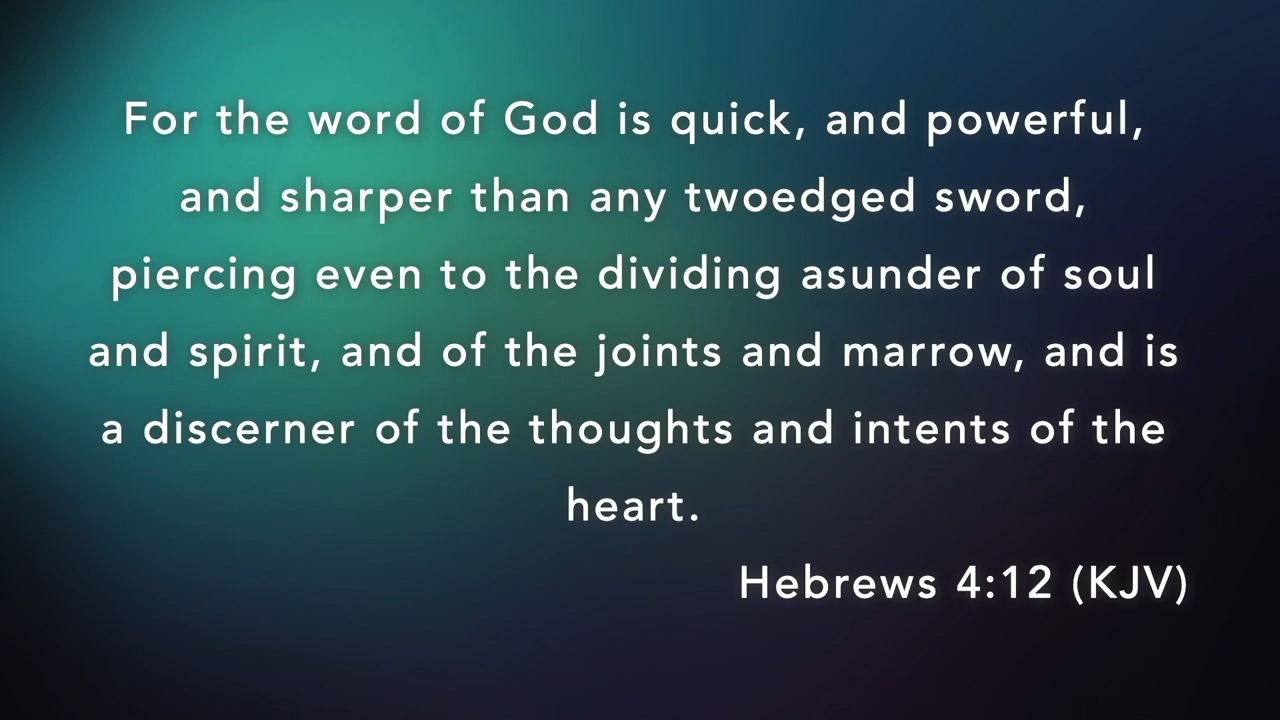 For the word of God is quick, and powerful,
and sharper than any twoedged sword,
piercing even to the dividing asunder of soul
and spirit, and of the joints and marrow, and is
a discerner of the thoughts and intents of the
heart.
Hebrews 4:12 (KJV)